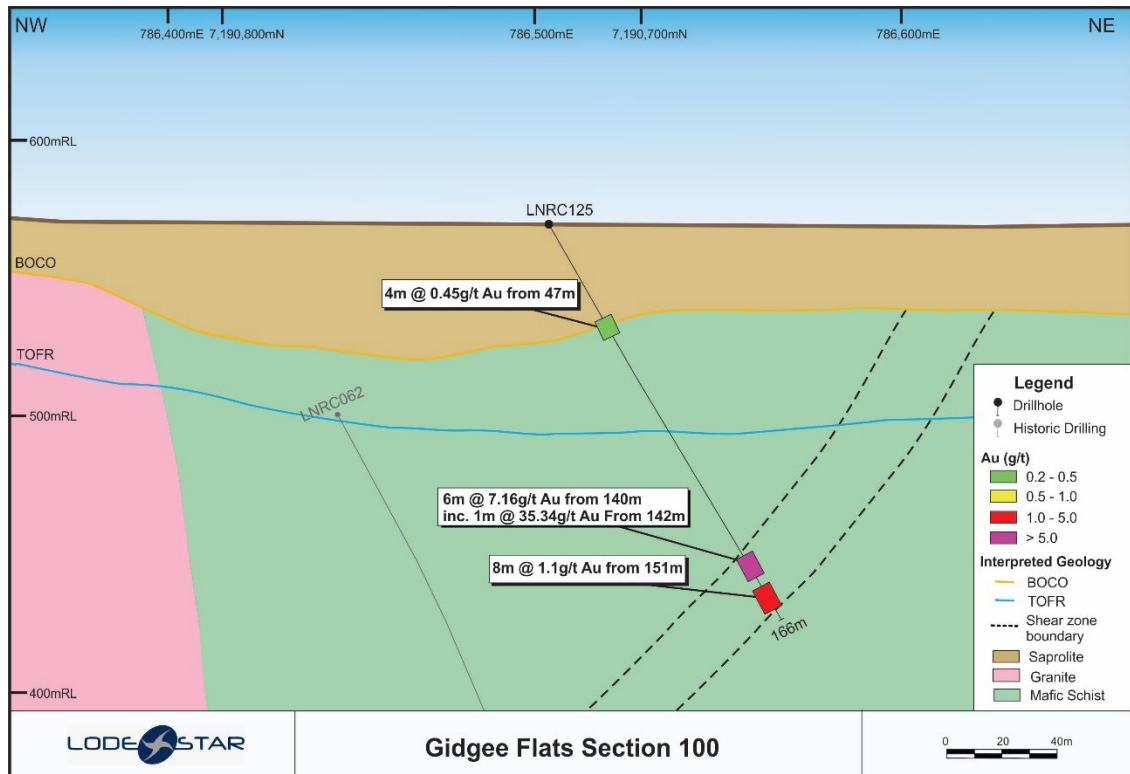 NW
786,400mE
7,190,800mN
786,500mE
7,190,700mN
786,600mE
NE
600mRL
LNRC125
BOCO
4m @ 0.45g/t Au from 47m
TOFR
LNRC062
500mRL
6m @ 7.16g/t Au from 140m
inc. 1m @ 35.34g/t Au From 142m
8m @ 1.1g/t Au from 151m
166m
400mRL
Legend
Drillhole
Historic Drilling
Au (g/t)
0.2 - 0.5
0.5 - 1.0
1.0 - 5.0
> 5.0
Interpreted Geology
BOCO
TOFR
Shear zone
boundary
Saprolite
Granite
Mafic Schist
LODESTAR
Gidgee Flats Section 100
0 20 40m